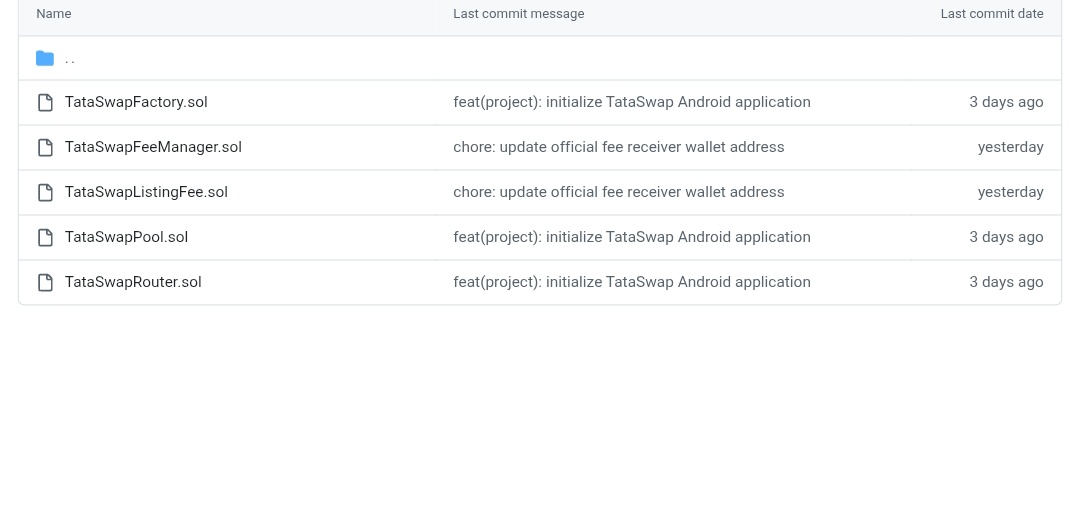 Name Last commit message Last commit date
..
TataSwapFactory.sol feat(project): initialize TataSwap Android application 3 days ago
TataSwapFeeManager.sol chore: update official fee receiver wallet address yesterday
TataSwapListingFee.sol chore: update official fee receiver wallet address yesterday
TataSwapPool.sol feat(project): initialize TataSwap Android application 3 days ago
TataSwapRouter.sol feat(project): initialize TataSwap Android application 3 days ago